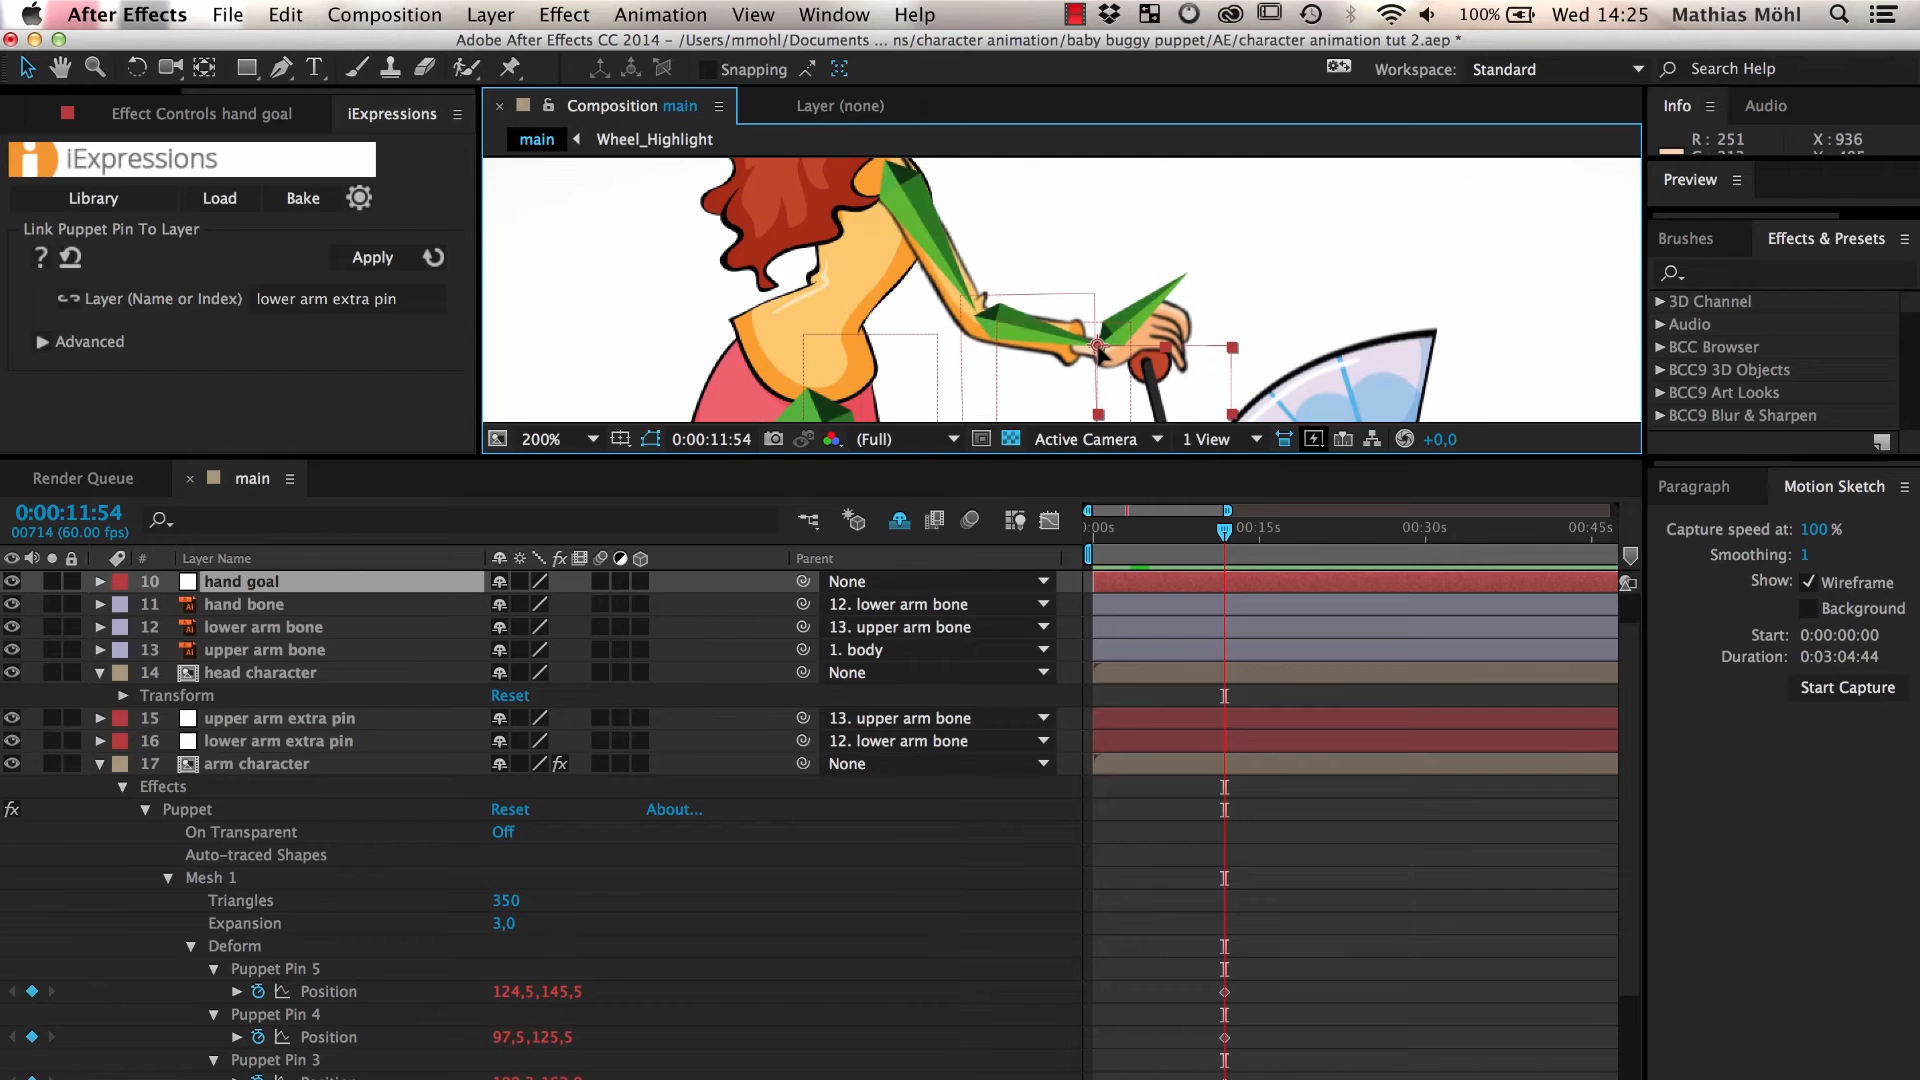 After Effects File Edit Composition Layer Effect Animation View Window Help 100% Wed 14:25 Mathias Möhl
Adobe After Effects CC 2014 - /Users/mmohl/Documents ... ns/character animation/baby buggy puppet/AE/character animation tut 2.aep *
T Snapping Workspace: Standard Search Help
Effect Controls hand goal iExpressions
× Composition main Layer (none)
Info Audio
main Wheel_Highlight
R : 251 X : 936
iExpressions
Library Load Bake
Preview
Link Puppet Pin To Layer
? Apply
Brushes Effects & Presets
Layer (Name or Index) lower arm extra pin
3D Channel
Audio
Advanced
BCC Browser
BCC9 3D Objects
BCC9 Art Looks
BCC9 Blur & Sharpen
200% 0:00:11:54 (Full) Active Camera 1 View +0,0
Render Queue × main
Paragraph Motion Sketch
0:00:11:54
00714 (60.00 fps)
:00s 00:15s 00:30s 00:45s
Capture speed at: 100 %
Smoothing: 1
# Layer Name fx Parent
Show: Wireframe
Background
Start: 0:00:00:00
Duration: 0:03:04:44
Start Capture
10 hand goal None
11 hand bone 12. lower arm bone
12 lower arm bone 13. upper arm bone
13 upper arm bone 1. body
14 head character None
Transform Reset
15 upper arm extra pin 13. upper arm bone
16 lower arm extra pin 12. lower arm bone
17 arm character fx None
Effects
fx Puppet Reset About...
On Transparent Off
Auto-traced Shapes
Mesh 1
Triangles 350
Expansion 3,0
Deform
Puppet Pin 5
Position 124,5,145,5
Puppet Pin 4
Position 97,5,125,5
Puppet Pin 3